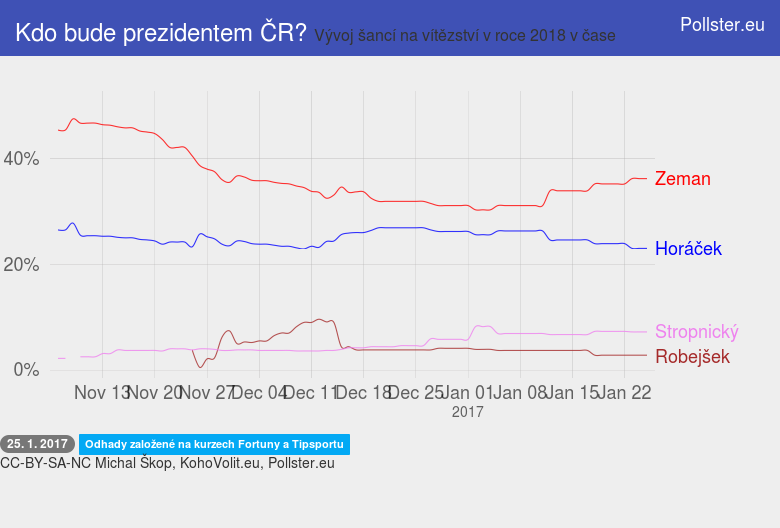 Kdo bude prezidentem ČR? Vývoj šancí na vítězství v roce 2018 v čase
Pollster.eu
40%
20%
0%
Zeman
Horáček
Stropnický
Robejšek
Nov 13 Nov 20 Nov 27 Dec 04 Dec 11 Dec 18 Dec 25 Jan 01 Jan 08 Jan 15 Jan 22
2017
25. 1. 2017 Odhady založené na kurzech Fortuny a Tipsportu
CC-BY-SA-NC Michal Škop, KohoVolit.eu, Pollster.eu